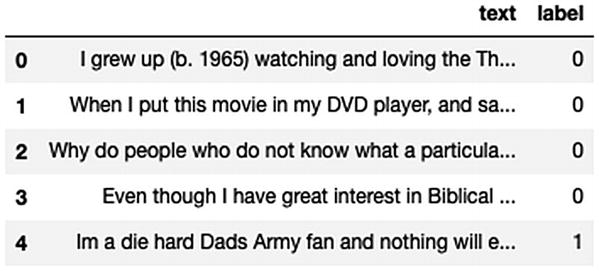 text label
0 I grew up (b. 1965) watching and loving the Th... 0
1 When I put this movie in my DVD player, and sa... 0
2 Why do people who do not know what a particula... 0
3 Even though I have great interest in Biblical ... 0
4 Im a die hard Dads Army fan and nothing will e... 1